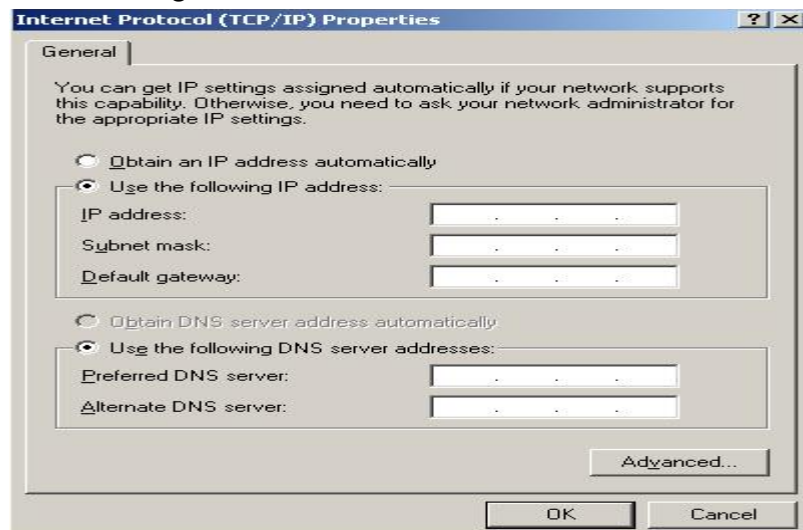 Internet Protocol (TCP/IP) Properties
General
You can get IP settings assigned automatically if your network supports
this capability. Otherwise, you need to ask your network administrator for
the appropriate IP settings.
Obtain an IP address automatically
Use the following IP address:
IP address:
Subnet mask:
Default gateway:
Obtain DNS server address automatically
Use the following DNS server addresses:
Preferred DNS server:
Alternate DNS server:
Advanced...
OK Cancel